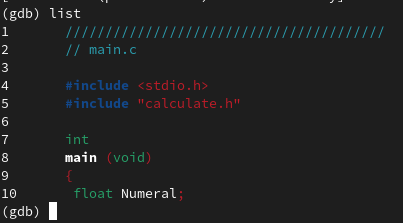 (gdb) list
1       /////////////////////////////////////////
2       // main.c
3
4       #include <stdio.h>
5       #include "calculate.h"
6
7       int
8       main (void)
9       {
10       float Numeral;
(gdb)